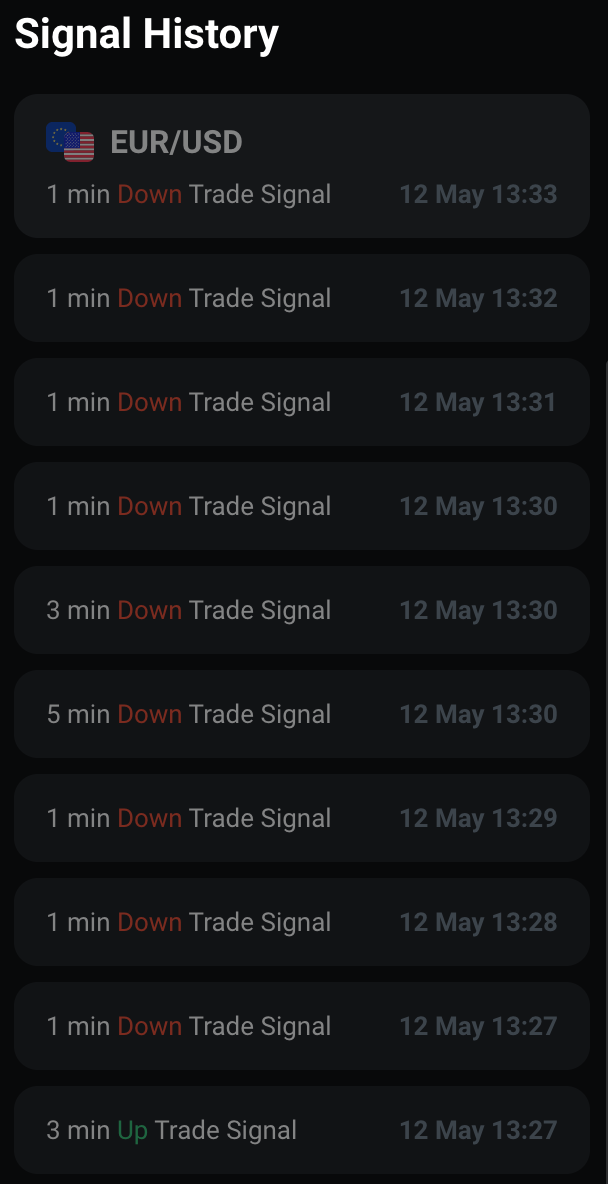 Signal History
EUR/USD
1 min Down Trade Signal 12 May 13:33
1 min Down Trade Signal 12 May 13:32
1 min Down Trade Signal 12 May 13:31
1 min Down Trade Signal 12 May 13:30
3 min Down Trade Signal 12 May 13:30
5 min Down Trade Signal 12 May 13:30
1 min Down Trade Signal 12 May 13:29
1 min Down Trade Signal 12 May 13:28
1 min Down Trade Signal 12 May 13:27
3 min Up Trade Signal 12 May 13:27